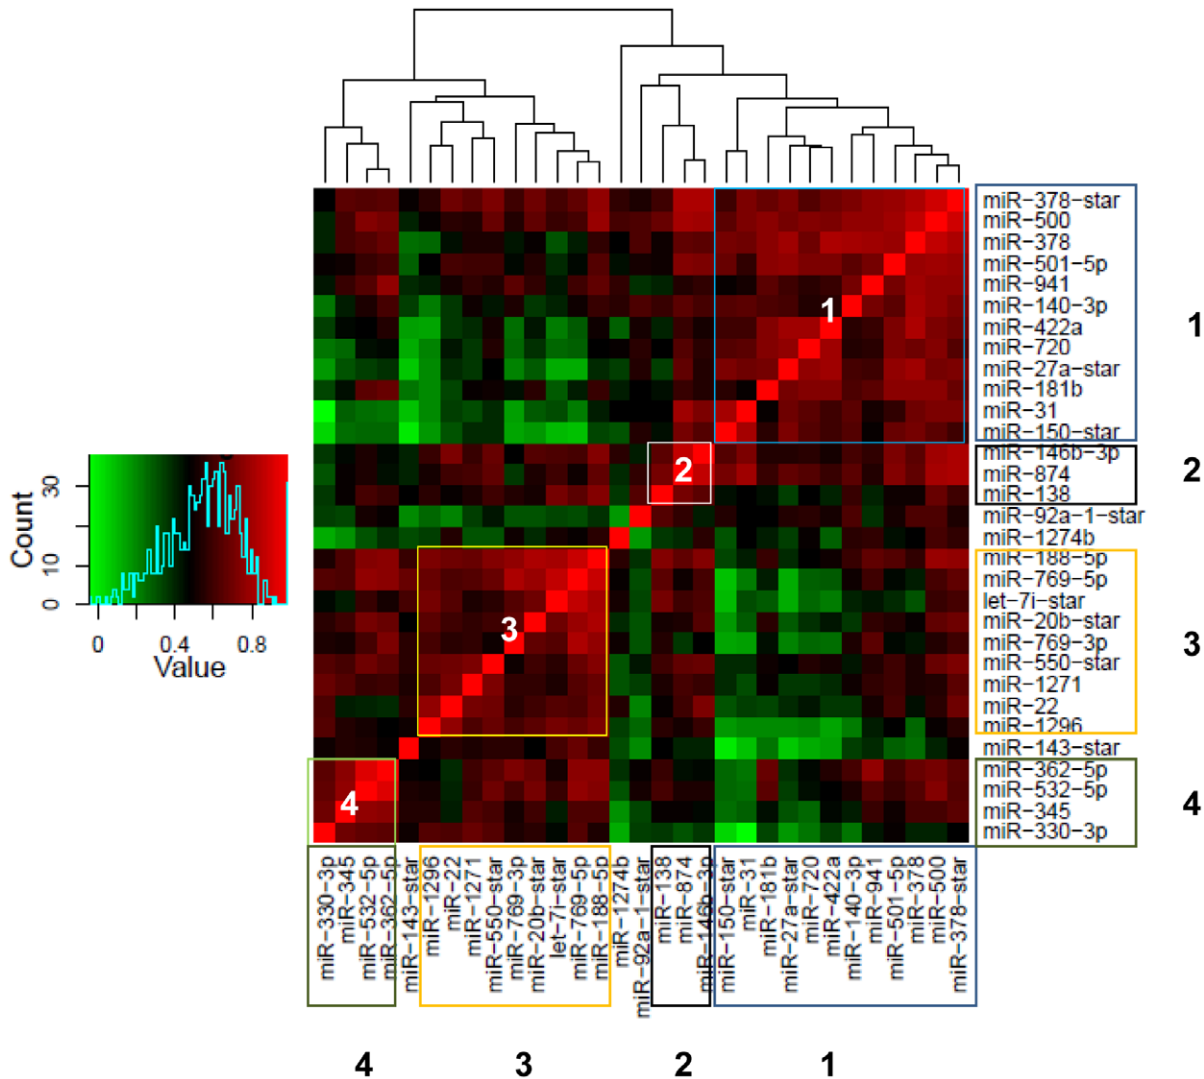 miR-378-star
miR-500
miR-378
miR-501-5p
miR-941
miR-140-3p
miR-422a
miR-720
miR-27a-star
miR-181b
miR-31
miR-150-star
miR-146b-3p
miR-874
miR-138
miR-92a-1-star
miR-1274b
miR-188-5p
miR-769-5p
let-7i-star
miR-20b-star
miR-769-3p
miR-550-star
miR-1271
miR-22
miR-1296
miR-143-star
miR-362-5p
miR-532-5p
miR-345
miR-330-3p
1
2
3
4
1
2
3
4
Count
0
10
30
0
0.4
0.8
Value
miR-330-3p
miR-345
miR-532-5p
miR-362-5p
miR-143-star
miR-1296
miR-22
miR-1271
miR-550-star
miR-769-3p
miR-20b-star
let-7i-star
miR-769-5p
miR-188-5p
miR-1274b
miR-92a-1-star
miR-138
miR-874
miR-146b-3p
miR-150-star
miR-31
miR-181b
miR-27a-star
miR-720
miR-422a
miR-140-3p
miR-941
miR-501-5p
miR-378
miR-500
miR-378-star
4 3 2 1